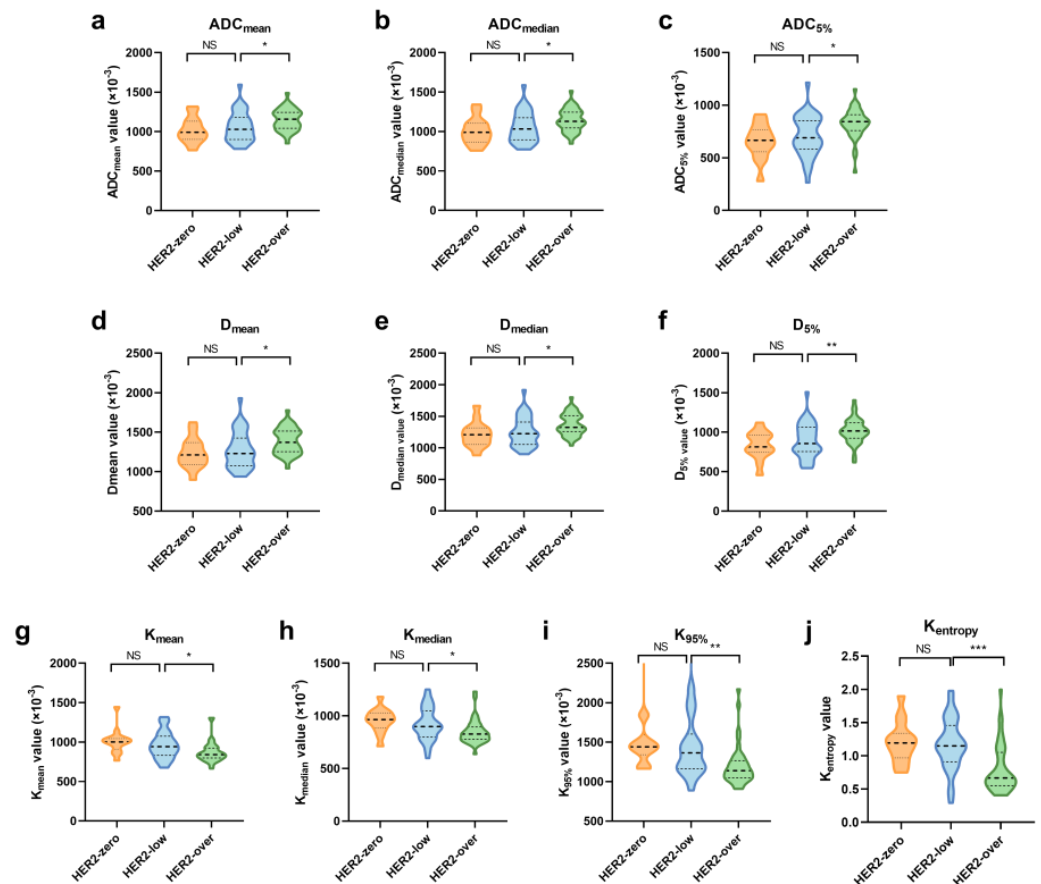 a
ADCmean
NS
*
ADCmean value (×10⁻³)
1500
1000
500
0
HER2-zero
HER2-low
HER2-over
b
ADCmedian
NS
*
ADCmedian value (×10⁻³)
2000
1500
1000
500
0
HER2-zero
HER2-low
HER2-over
c
ADC5%
NS
*
ADC5% value (×10⁻³)
1500
1000
500
0
HER2-zero
HER2-low
HER2-over
d
Dmean
NS
*
Dmean value (×10⁻³)
2500
2000
1500
1000
500
HER2-zero
HER2-low
HER2-over
e
Dmedian
NS
*
Dmedian value (×10⁻³)
2500
2000
1500
1000
500
0
HER2-zero
HER2-low
HER2-over
f
D5%
NS
**
D5% value (×10⁻³)
2000
1500
1000
500
0
HER2-zero
HER2-low
HER2-over
g
Kmean
NS
*
Kmean value (×10⁻³)
2000
1500
1000
500
0
HER2-zero
HER2-low
HER2-over
h
Kmedian
NS
*
Kmedian value (×10⁻³)
1500
1000
500
0
HER2-zero
HER2-low
HER2-over
i
K95%
NS
**
K95% value (×10⁻³)
2500
2000
1500
1000
500
HER2-zero
HER2-low
HER2-over
j
Kentropy
NS
***
Kentropy value
2.5
2.0
1.5
1.0
0.5
0.0
HER2-zero
HER2-low
HER2-over